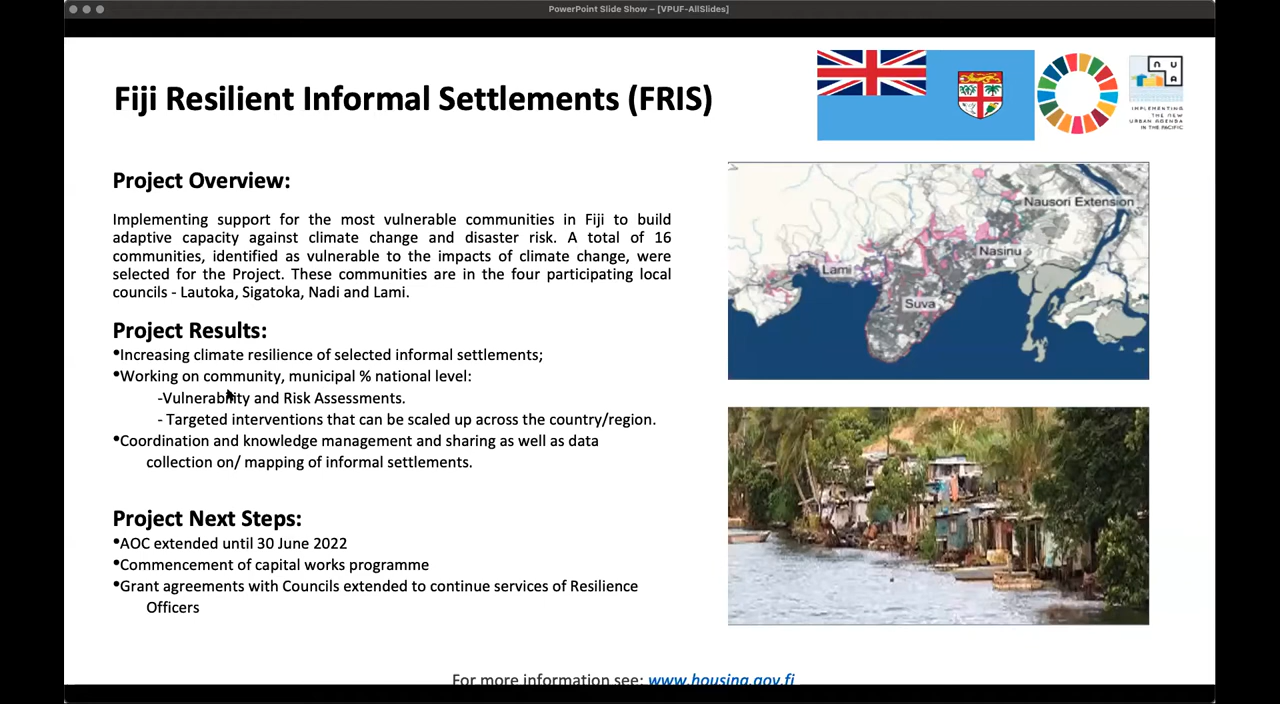 PowerPoint Slide Show – [VPUF-AllSlides]
Fiji Resilient Informal Settlements (FRIS)
NUA
IMPLEMENTING
THE NEW
URBAN AGENDA
IN THE PACIFIC
Project Overview:
Implementing support for the most vulnerable communities in Fiji to build
adaptive capacity against climate change and disaster risk. A total of 16
communities, identified as vulnerable to the impacts of climate change, were
selected for the Project. These communities are in the four participating local
councils - Lautoka, Sigatoka, Nadi and Lami.
Project Results:
•Increasing climate resilience of selected informal settlements;
•Working on community, municipal % national level:
-Vulnerability and Risk Assessments.
- Targeted interventions that can be scaled up across the country/region.
•Coordination and knowledge management and sharing as well as data
collection on/ mapping of informal settlements.
Project Next Steps:
•AOC extended until 30 June 2022
•Commencement of capital works programme
•Grant agreements with Councils extended to continue services of Resilience
Officers
Nausori Extension
Nasinu
Lami
Suva
For more information see: www.housing.gov.fj